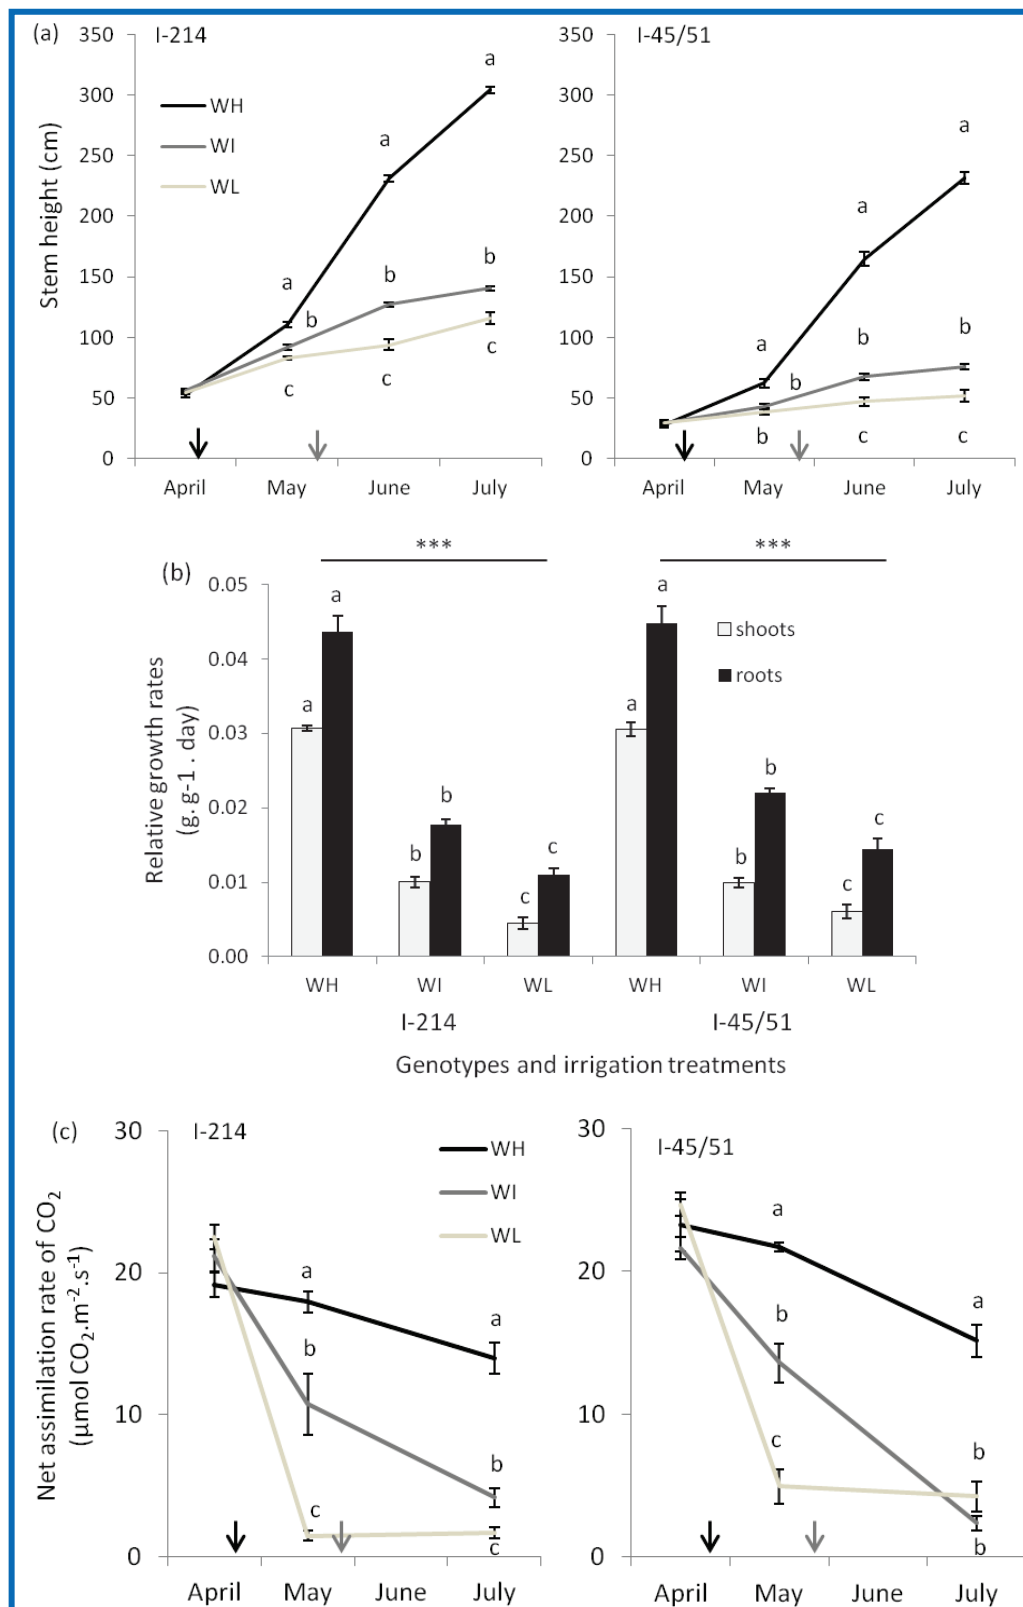 (a)
I-214
I-45/51
350
300
250
200
150
100
50
0
Stem height (cm)
WH
WI
WL
a
a
a
b
b
b
c
c
c
April May June July
350
300
250
200
150
100
50
0
a
a
a
b
b
b
b
c
c
April May June July
(b)
*** ***
0.05
0.04
0.03
0.02
0.01
0.00
Relative growth rates
(g. g-1 . day)
shoots
roots
a
a
b
b
c
c
a
a
b
b
c
c
WH WI WL WH WI WL
I-214 I-45/51
Genotypes and irrigation treatments
(c)
I-214
I-45/51
30
20
10
0
Net assimilation rate of CO₂
(µmol CO₂.m⁻².s⁻¹)
WH
WI
WL
a
a
b
b
c
c
April May June July
30
20
10
0
a
a
b
c
b
b
April May June July